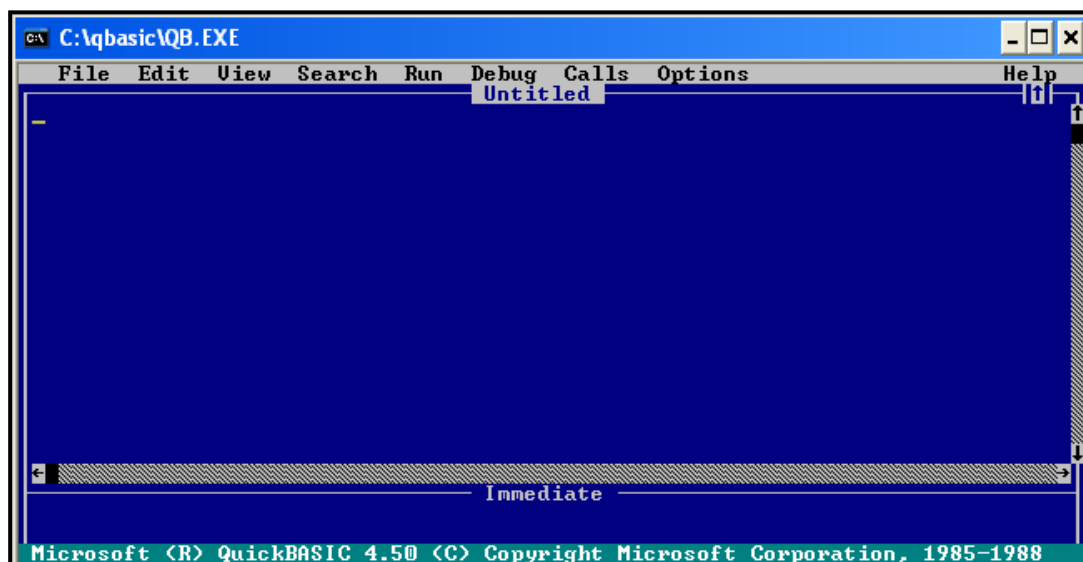 C:\qbasic\QB.EXE
File Edit View Search Run Debug Calls Options Help
Untitled
Immediate
Microsoft (R) QuickBASIC 4.50 (C) Copyright Microsoft Corporation, 1985-1988